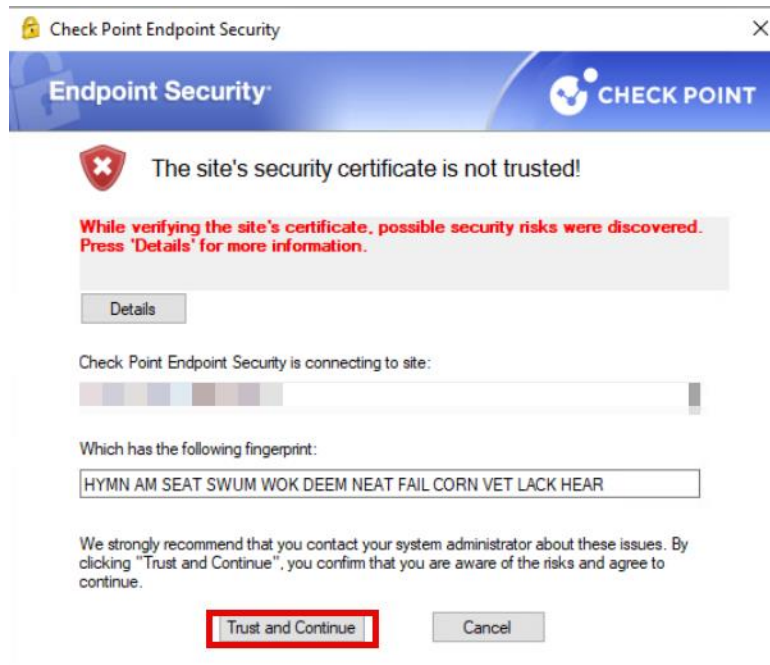 Check Point Endpoint Security
Endpoint Security
CHECK POINT
The site's security certificate is not trusted!
While verifying the site's certificate, possible security risks were discovered.
Press 'Details' for more information.
Details
Check Point Endpoint Security is connecting to site:
Which has the following fingerprint:
HYMN AM SEAT SWUM WOK DEEM NEAT FAIL CORN VET LACK HEAR
We strongly recommend that you contact your system administrator about these issues. By
clicking "Trust and Continue", you confirm that you are aware of the risks and agree to
continue.
Trust and Continue
Cancel